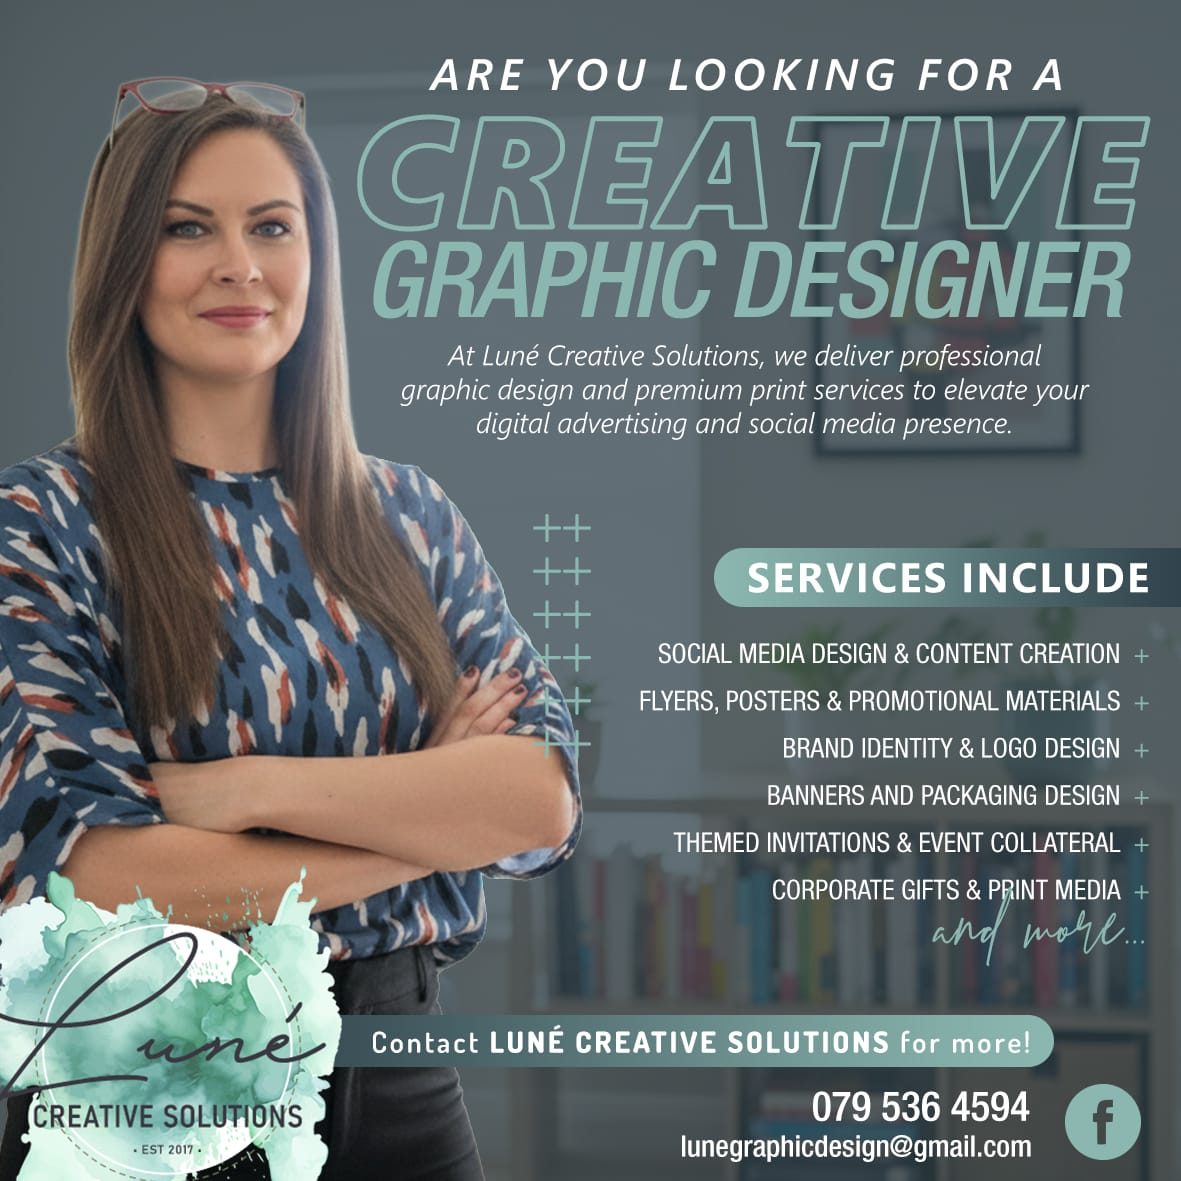 ARE YOU LOOKING FOR A
CREATIVE
GRAPHIC DESIGNER
At Luné Creative Solutions, we deliver professional
graphic design and premium print services to elevate your
digital advertising and social media presence.
SERVICES INCLUDE
SOCIAL MEDIA DESIGN & CONTENT CREATION +
FLYERS, POSTERS & PROMOTIONAL MATERIALS +
BRAND IDENTITY & LOGO DESIGN +
BANNERS AND PACKAGING DESIGN +
THEMED INVITATIONS & EVENT COLLATERAL +
CORPORATE GIFTS & PRINT MEDIA +
and more...
Luné
CREATIVE SOLUTIONS
· EST 2017 ·
Contact LUNÉ CREATIVE SOLUTIONS for more!
079 536 4594
lunegraphicdesign@gmail.com
f